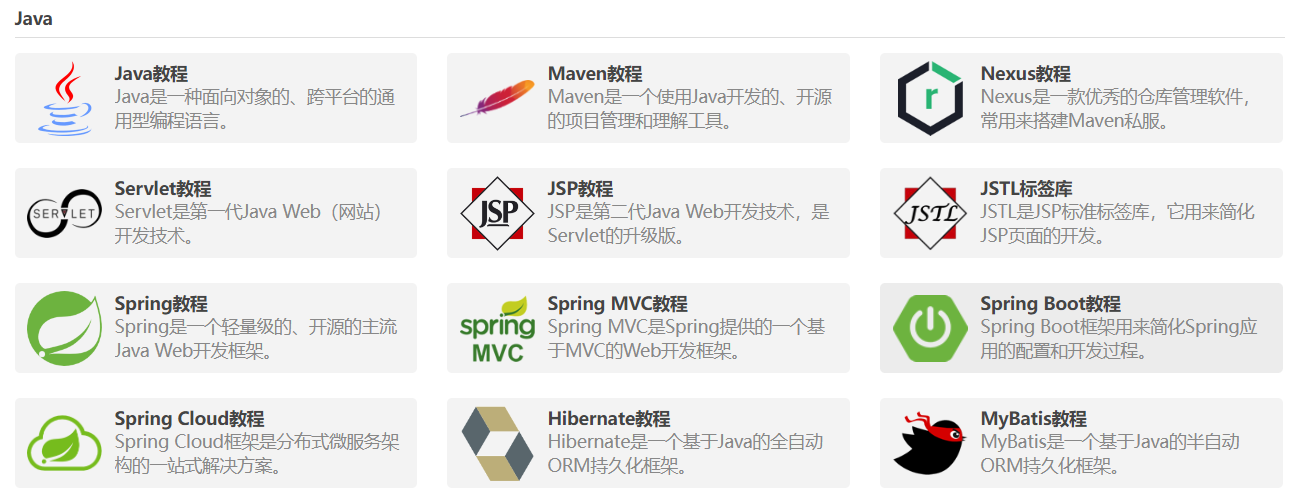 Java
Java教程
Java是一种面向对象的、跨平台的通
用型编程语言。
Maven教程
Maven是一个使用Java开发的、开源
的项目管理和理解工具。
r
Nexus教程
Nexus是一款优秀的仓库管理软件,
常用来搭建Maven私服。
SERVLET
Servlet教程
Servlet是第一代Java Web（网站）
开发技术。
JSP
JSP教程
JSP是第二代Java Web开发技术，是
Servlet的升级版。
JSTL
JSTL标签库
JSTL是JSP标准标签库，它用来简化
JSP页面的开发。
Spring教程
Spring是一个轻量级的、开源的主流
Java Web开发框架。
spring
MVC
Spring MVC教程
Spring MVC是Spring提供的一个基
于MVC的Web开发框架。
Spring Boot教程
Spring Boot框架用来简化Spring应
用的配置和开发过程。
Spring Cloud教程
Spring Cloud框架是分布式微服务架
构的一站式解决方案。
Hibernate教程
Hibernate是一个基于Java的全自动
ORM持久化框架。
MyBatis教程
MyBatis是一个基于Java的半自动
ORM持久化框架。